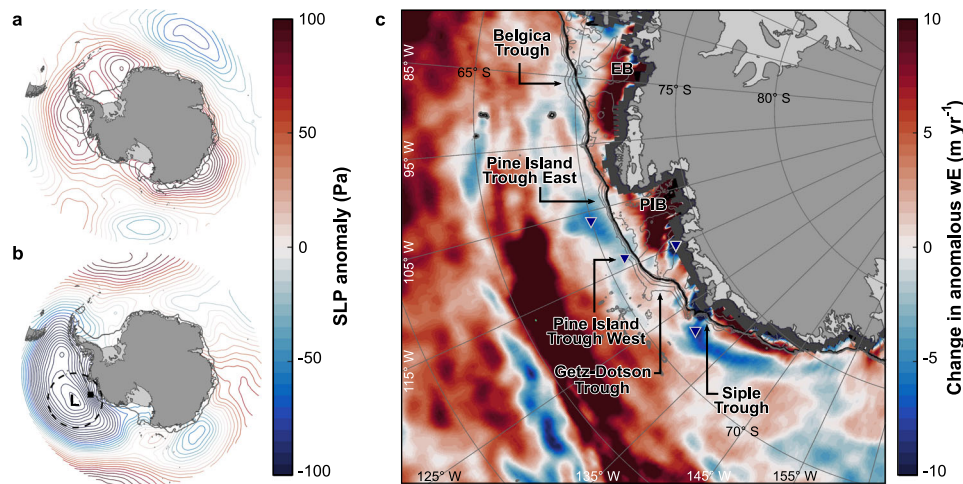 a
100
50
0
-50
-100
SLP anomaly (Pa)
b
L
c
Belgica
Trough
85° W
65° S
EB
75° S
80° S
95° W
Pine Island
Trough East
PIB
105° W
Pine Island
Trough West
Getz-Dotson
Trough
Siple
Trough
115° W
70° S
125° W
135° W
145° W
155° W
10
5
0
-5
-10
Change in anomalous wE (m yr⁻¹)